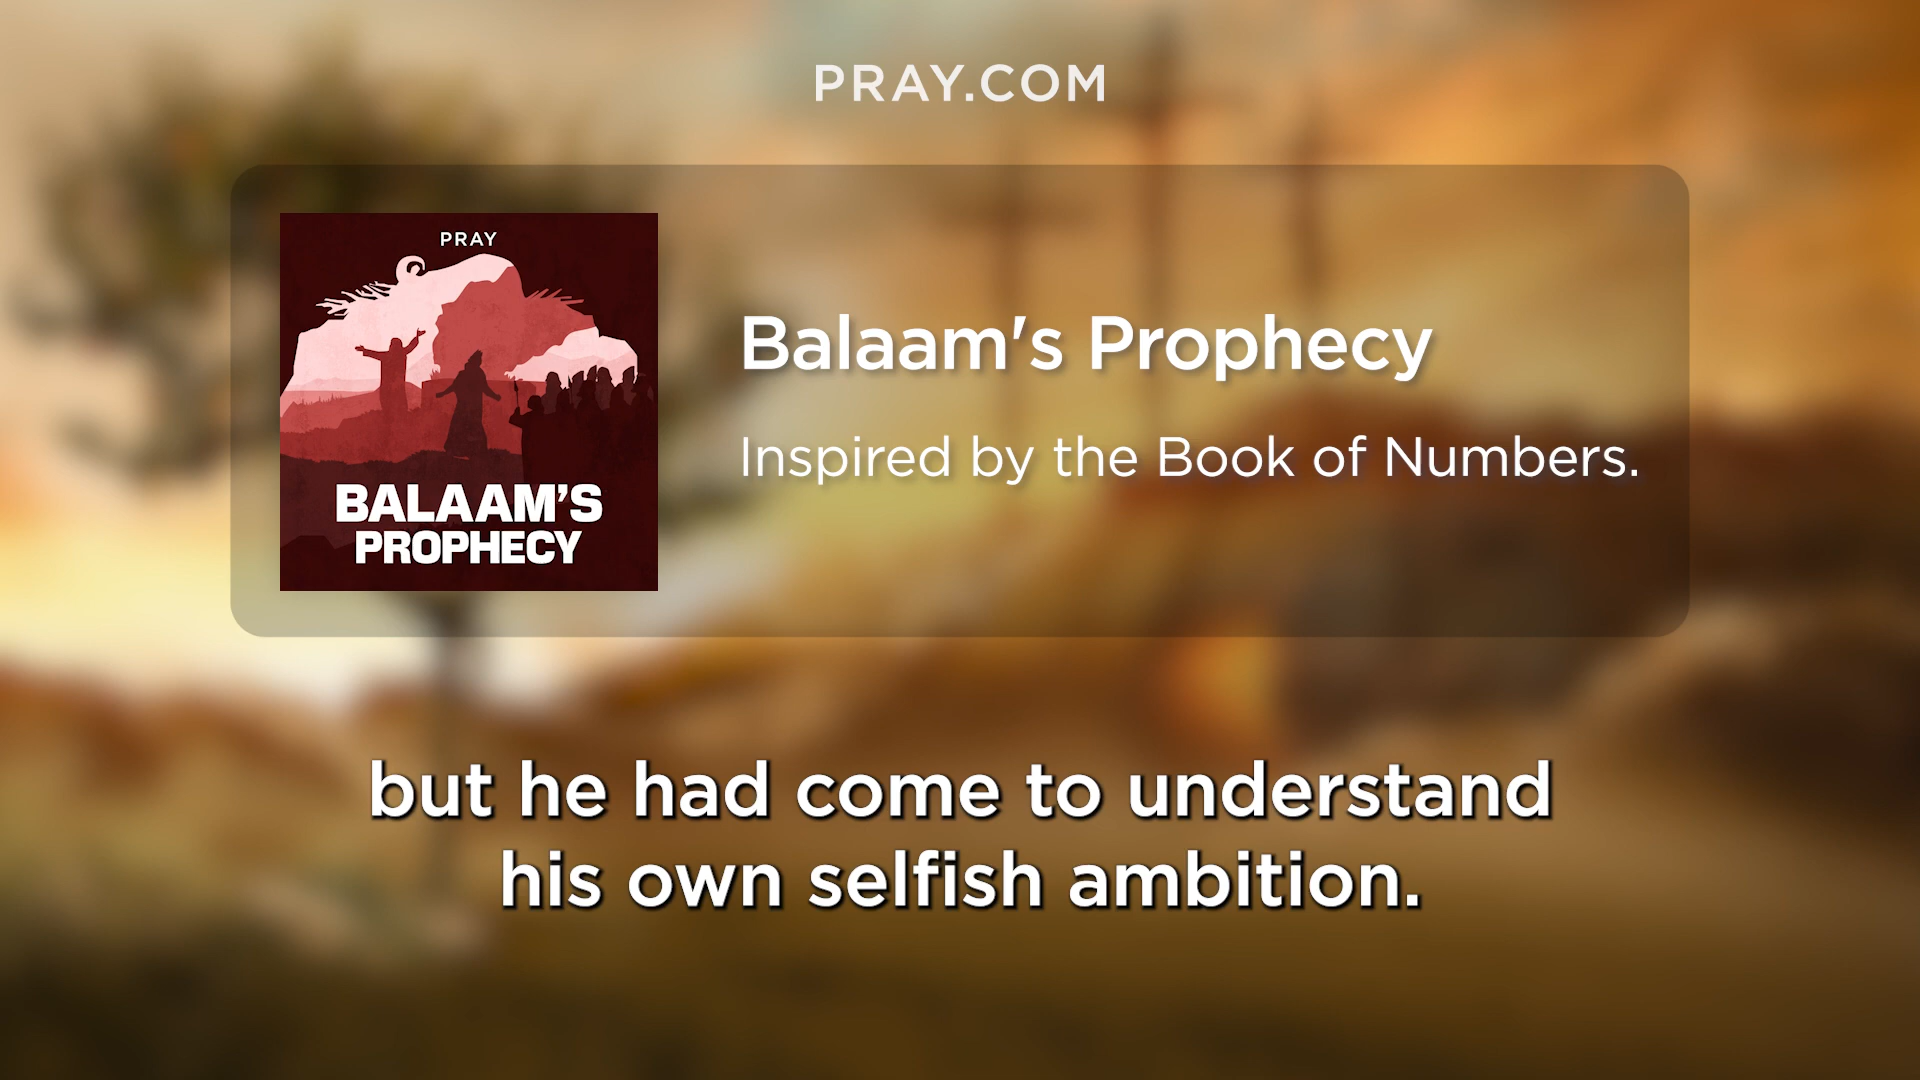 PRAY.COM
PRAY
BALAAM’S
PROPHECY
Balaam's Prophecy
Inspired by the Book of Numbers.
but he had come to understand
his own selfish ambition.